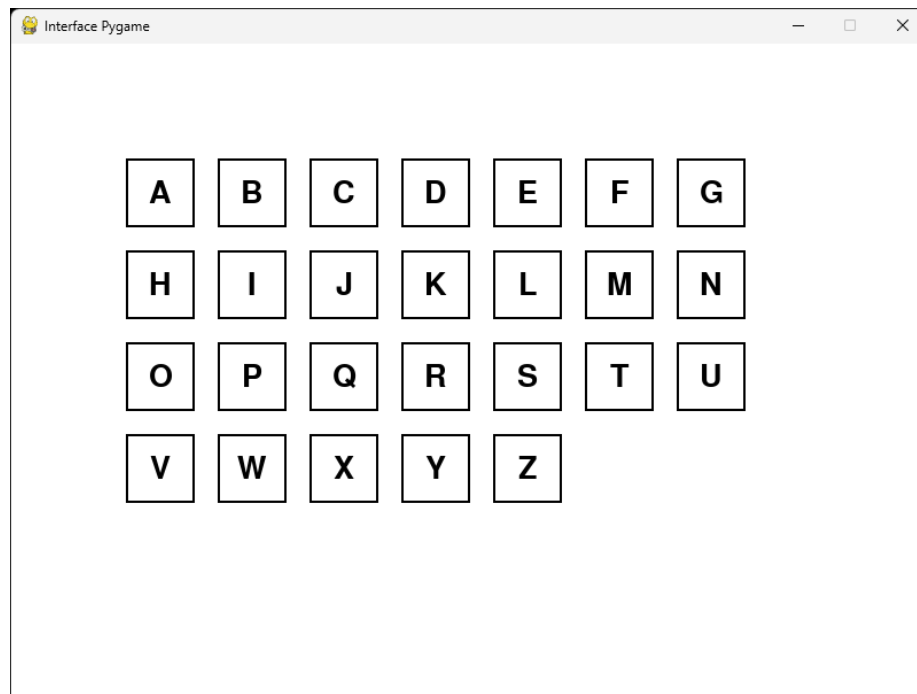 Interface Pygame
A B C D E F G
H I J K L M N
O P Q R S T U
V W X Y Z